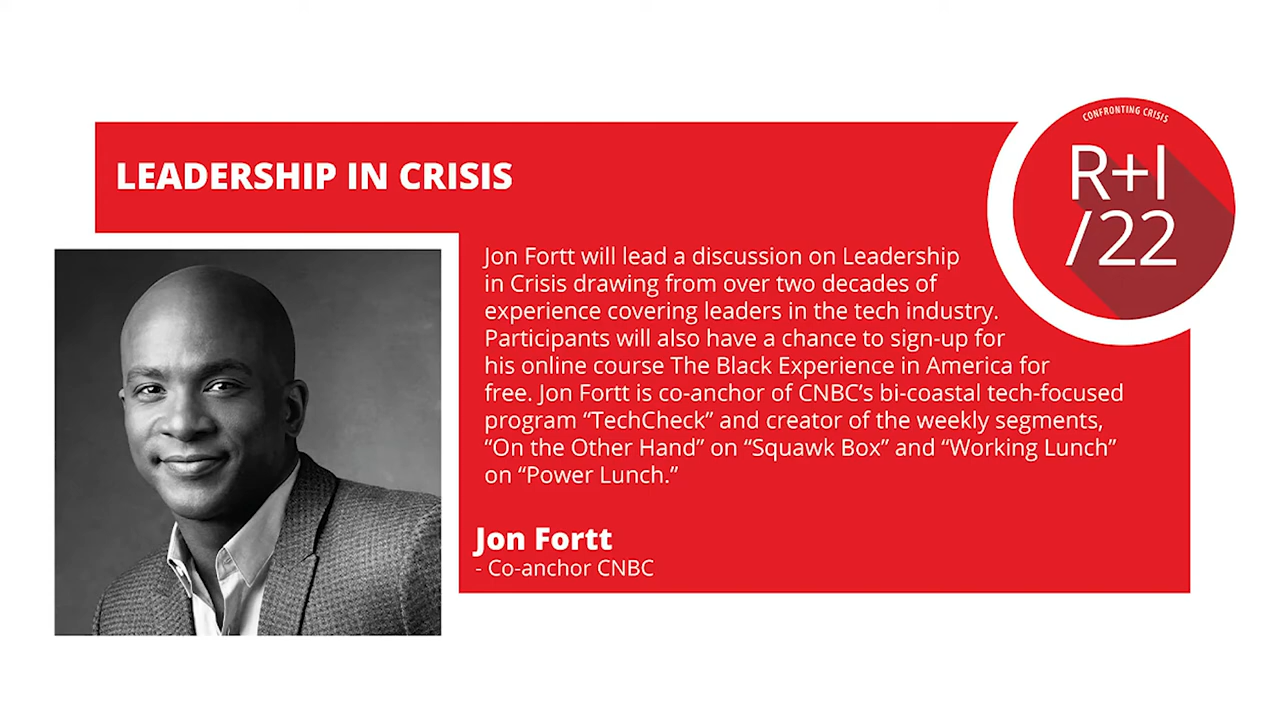 CONFRONTING CRISIS
R+I
/22
LEADERSHIP IN CRISIS
Jon Fortt will lead a discussion on Leadership
in Crisis drawing from over two decades of
experience covering leaders in the tech industry.
Participants will also have a chance to sign-up for
his online course The Black Experience in America for
free. Jon Fortt is co-anchor of CNBC‘s bi-coastal tech-focused
program “TechCheck” and creator of the weekly segments,
“On the Other Hand” on “Squawk Box” and “Working Lunch”
on “Power Lunch.”
Jon Fortt
- Co-anchor CNBC